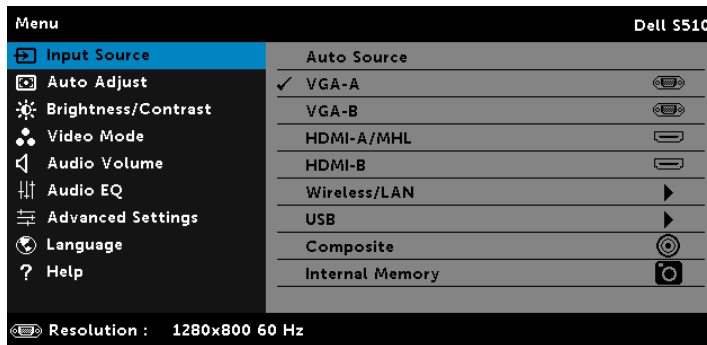 Menu
Dell S510
Input Source
Auto Adjust
Brightness/Contrast
Video Mode
Audio Volume
Audio EQ
Advanced Settings
Language
? Help
Auto Source
✓ VGA-A
VGA-B
HDMI-A/MHL
HDMI-B
Wireless/LAN
USB
Composite
Internal Memory
Resolution : 1280x800 60 Hz